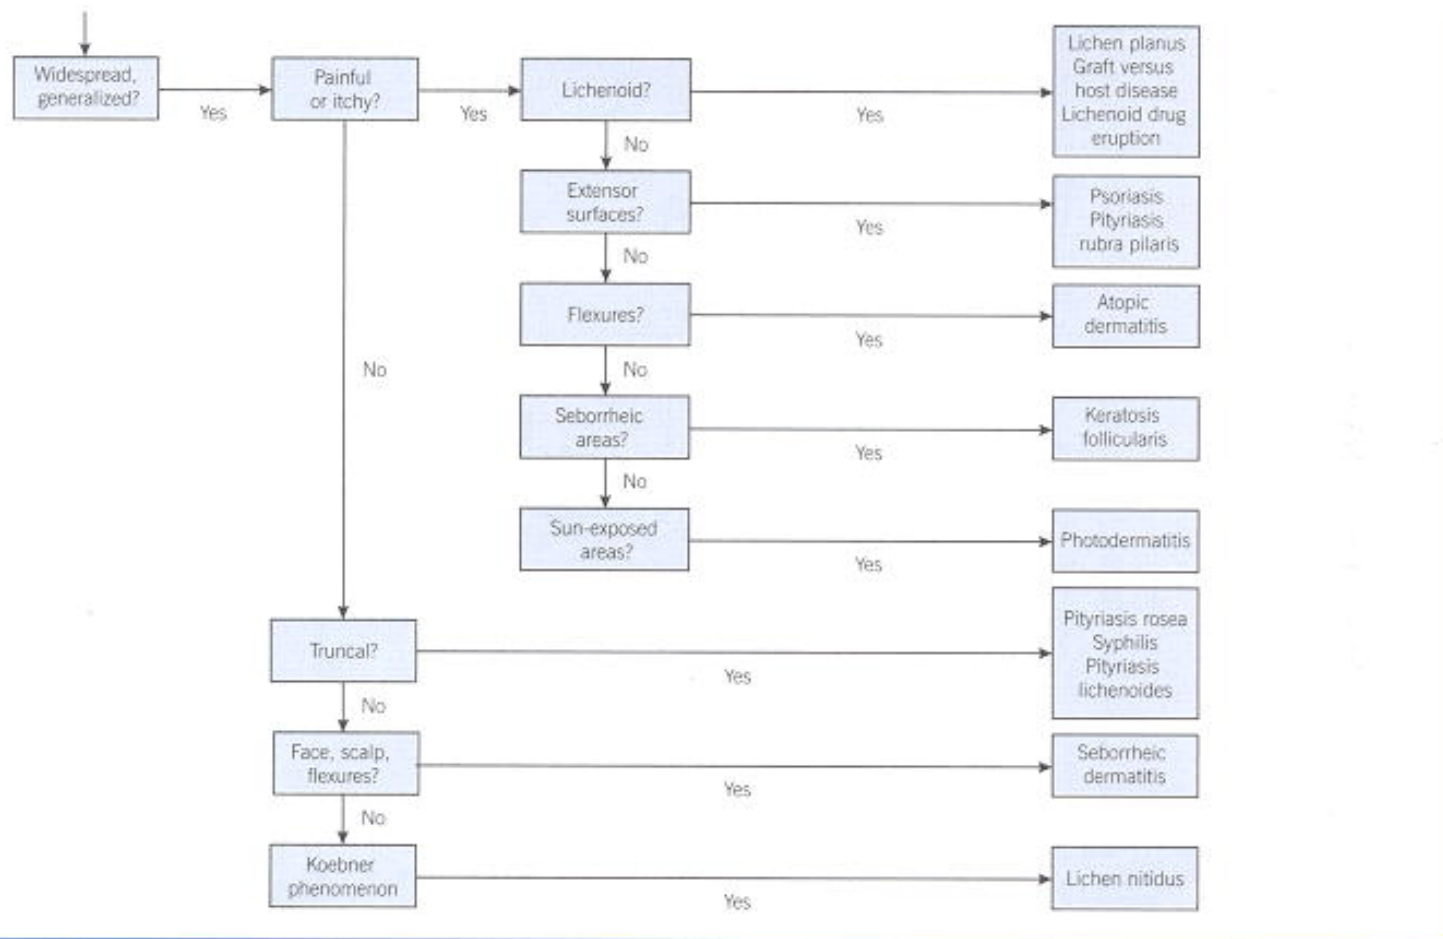 Widespread,
generalized?
Yes
Painful
or itchy?
Yes
Lichenoid?
Yes
Lichen planus
Graft versus
host disease
Lichenoid drug
eruption
No
Extensor
surfaces?
Yes
Psoriasis
Pityriasis
rubra pilaris
No
Flexures?
Yes
Atopic
dermatitis
No
No
Seborrheic
areas?
Yes
Keratosis
follicularis
No
Sun-exposed
areas?
Yes
Photodermatitis
Truncal?
Yes
Pityriasis rosea
Syphilis
Pityriasis
lichenoides
No
Face, scalp,
flexures?
Yes
Seborrheic
dermatitis
No
Koebner
phenomenon
Yes
Lichen nitidus